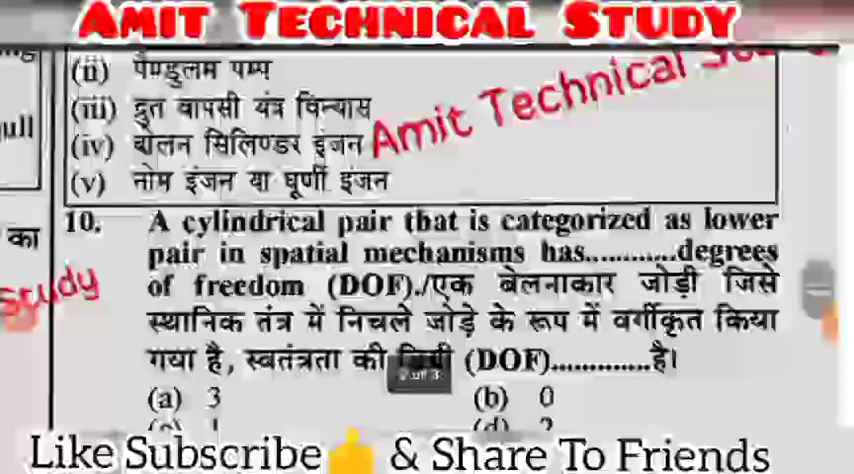 AMIT TECHNICAL STUDY
(ii) पेण्डुलम पम्प
ull
(iii) द्रुत वापसी यंत्र विन्यास
Amit Technical
(iv) दोलन सिलिण्डर इंजन
(v) नोम इंजन या घूर्णी इंजन
का
10. A cylindrical pair that is categorized as lower
pair in spatial mechanisms has............degrees
of freedom (DOF)./एक बेलनाकार जोड़ी जिसे
Study
स्थानिक तंत्र में निचले जोड़े के रूप में वर्गीकृत किया
गया है, स्वतंत्रता की (DOF)..............है।
(a) 3 (b) 0
Like Subscribe 👍 & Share To Friends